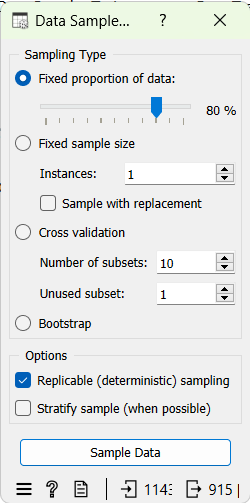 Data Sample...
Sampling Type
Fixed proportion of data:
80 %
Fixed sample size
Instances: 1
Sample with replacement
Cross validation
Number of subsets: 10
Unused subset: 1
Bootstrap
Options
Replicable (deterministic) sampling
Stratify sample (when possible)
Sample Data
? 1143 915 |